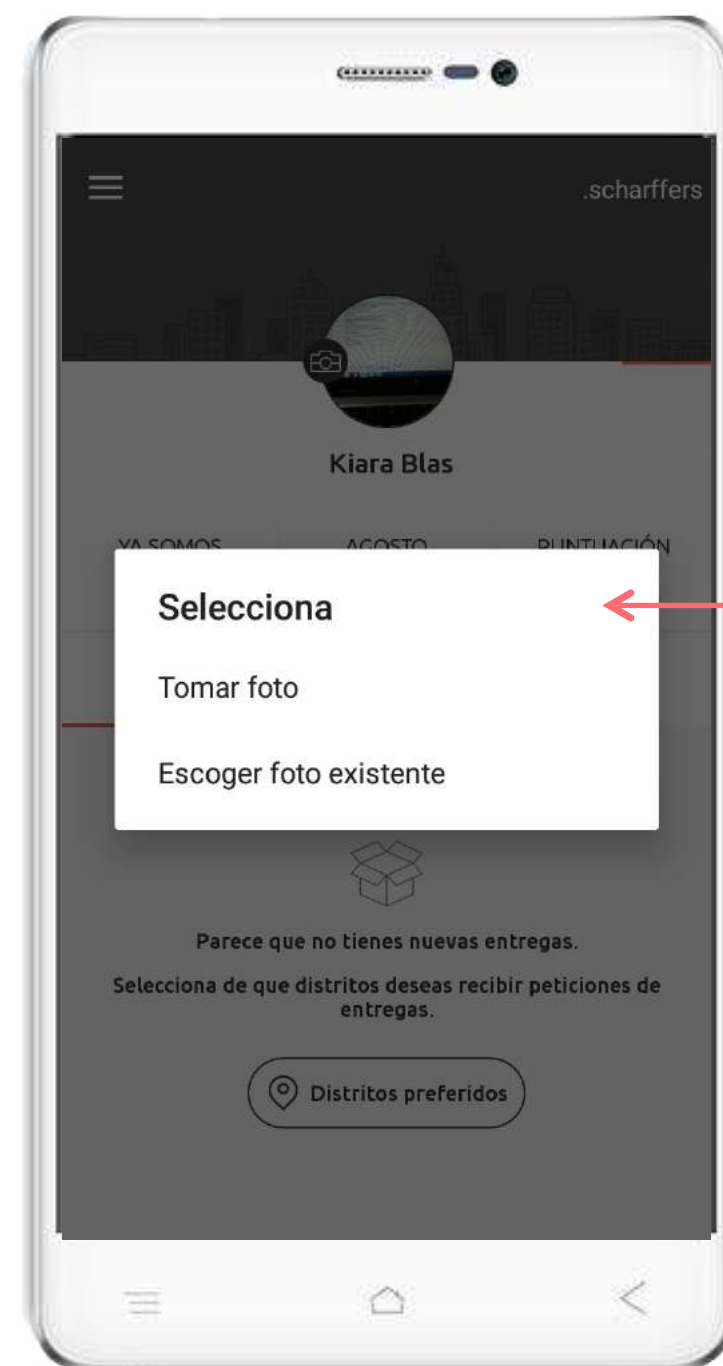 .scharffers
Kiara Blas
YA SOMOS AGOSTO PUNTUACIÓN
Selecciona
Tomar foto
Escoger foto existente
Parece que no tienes nuevas entregas.
Selecciona de que distritos deseas recibir peticiones de
entregas.
Distritos preferidos